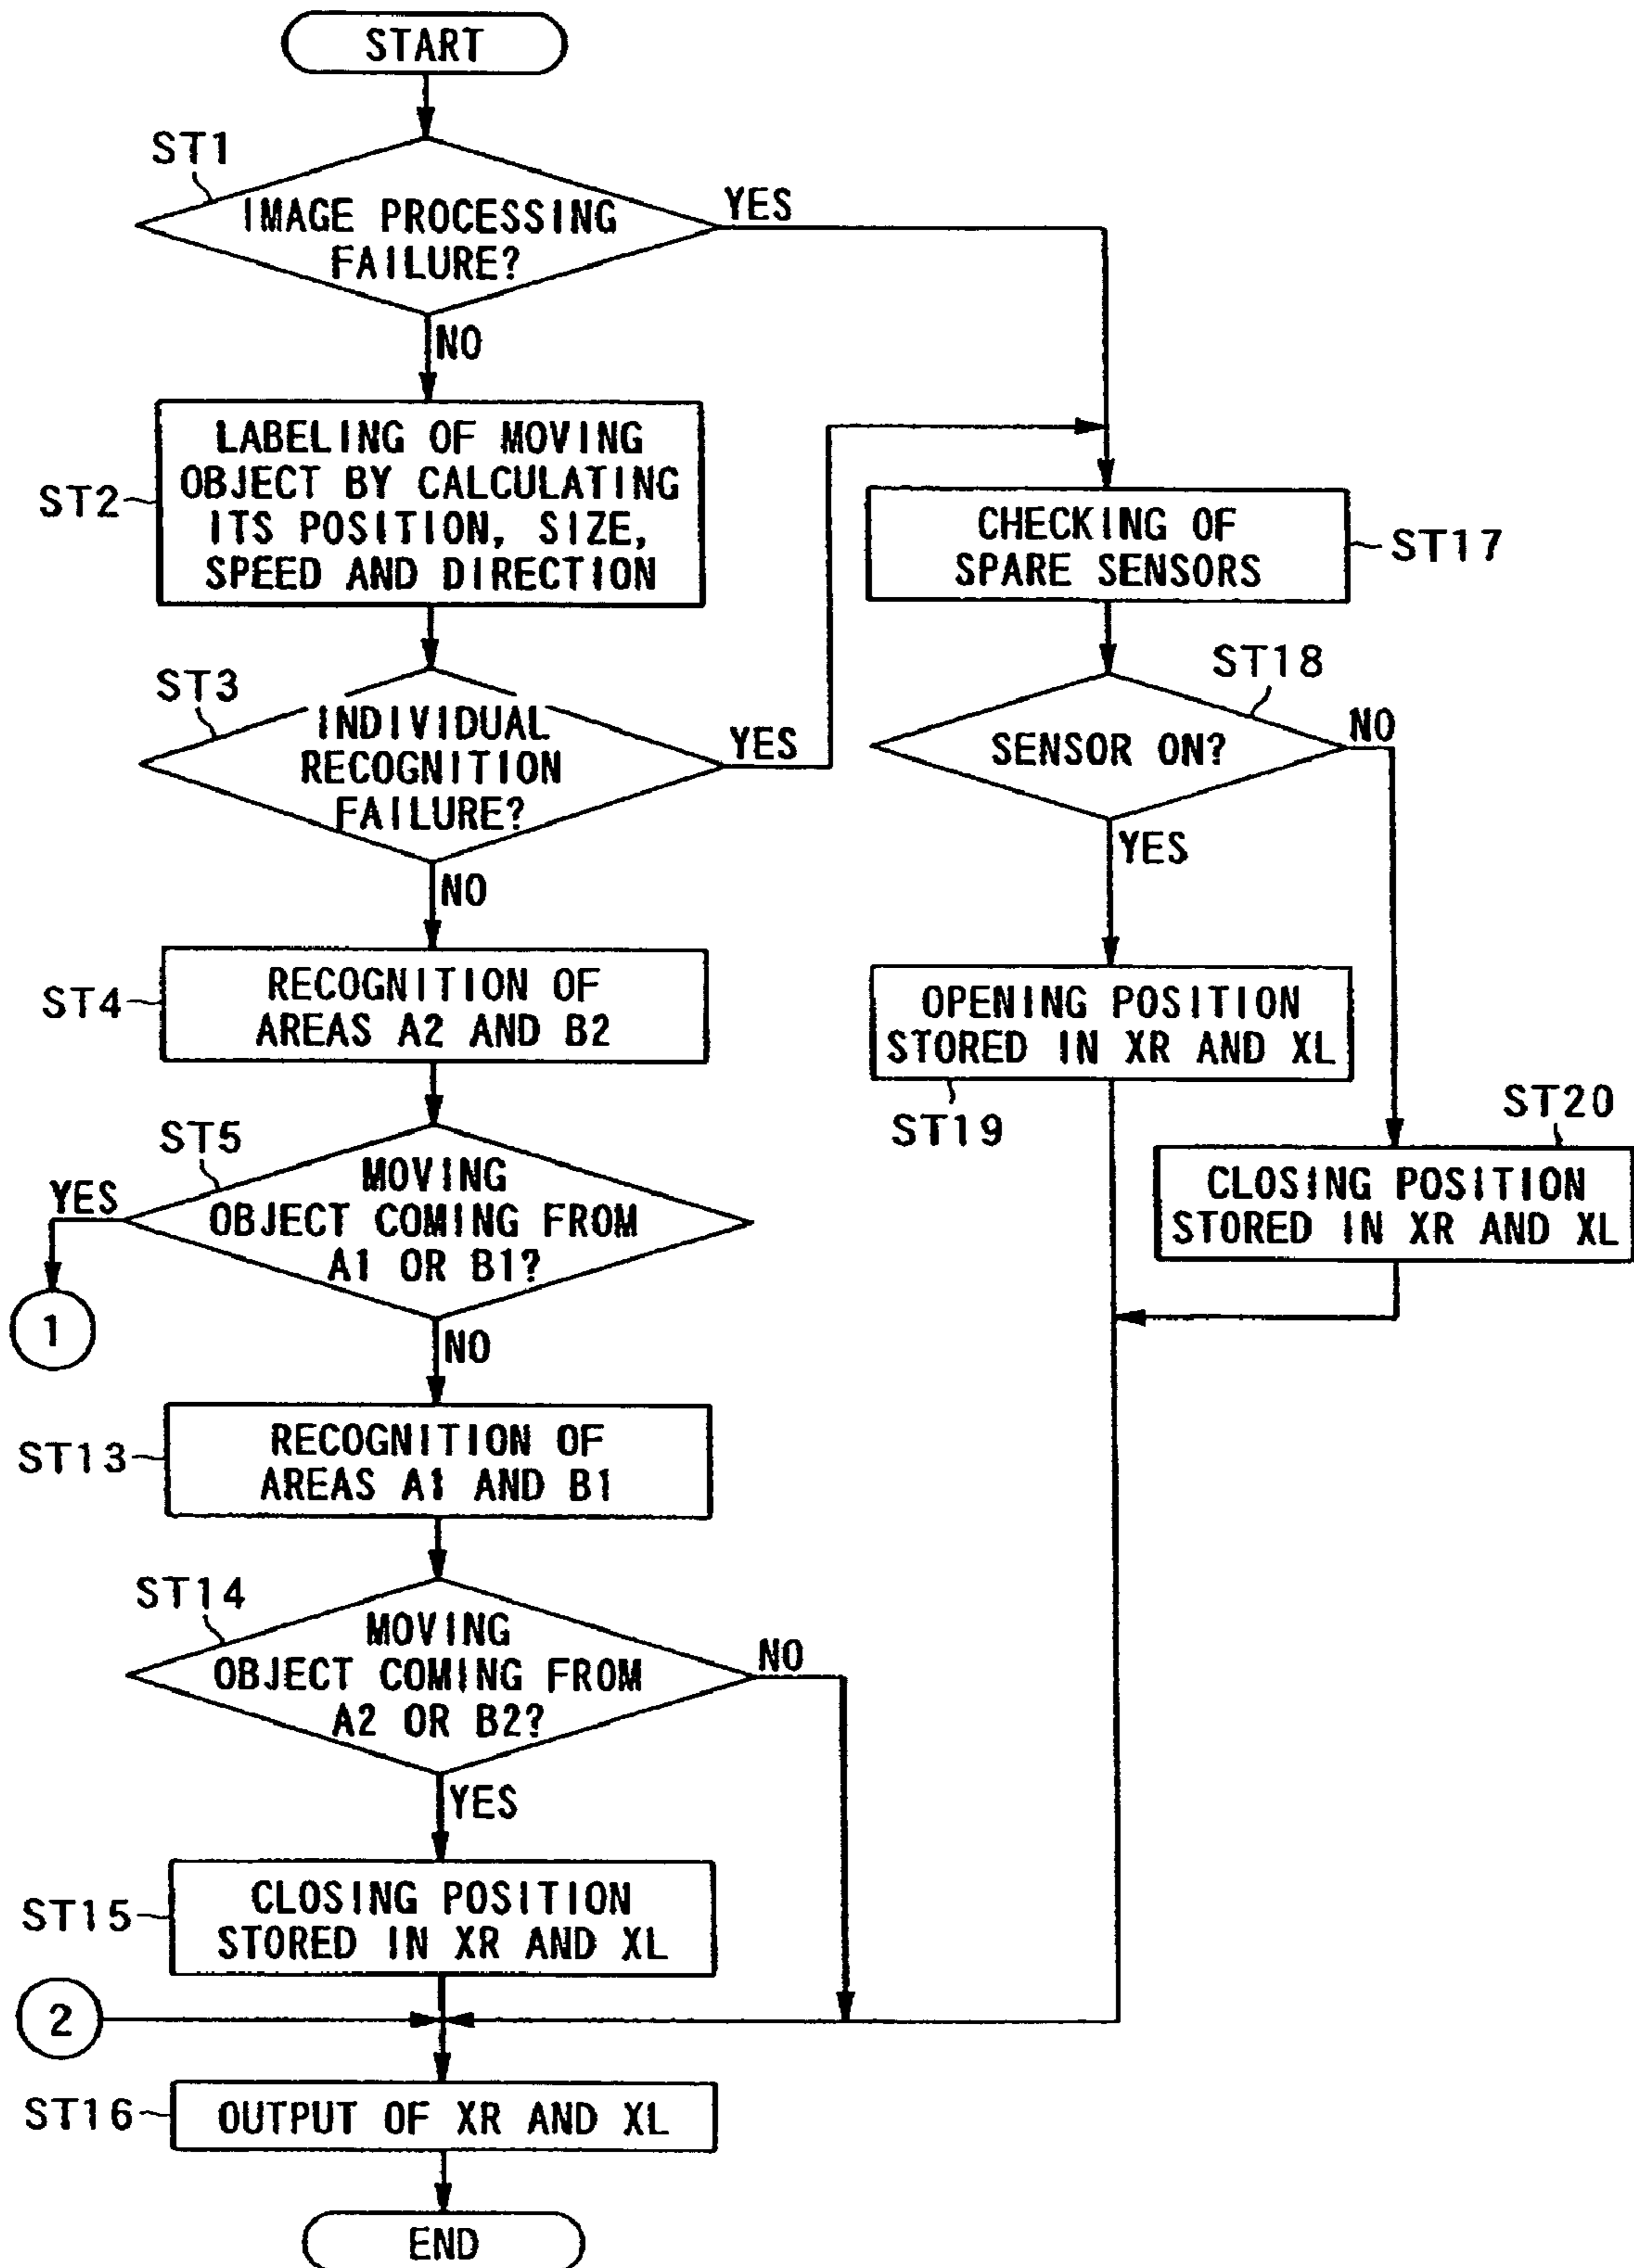 START
ST1
IMAGE PROCESSING
FAILURE?
YES
NO
ST2
LABELING OF MOVING
OBJECT BY CALCULATING
ITS POSITION, SIZE,
SPEED AND DIRECTION
ST3
INDIVIDUAL
RECOGNITION
FAILURE?
YES
NO
ST4
RECOGNITION OF
AREAS A2 AND B2
ST5
MOVING
OBJECT COMING FROM
A1 OR B1?
YES
1
NO
ST13
RECOGNITION OF
AREAS A1 AND B1
ST14
MOVING
OBJECT COMING FROM
A2 OR B2?
NO
YES
ST15
CLOSING POSITION
STORED IN XR AND XL
2
ST16
OUTPUT OF XR AND XL
END
CHECKING OF
SPARE SENSORS
ST17
ST18
SENSOR ON?
NO
YES
OPENING POSITION
STORED IN XR AND XL
ST19
ST20
CLOSING POSITION
STORED IN XR AND XL